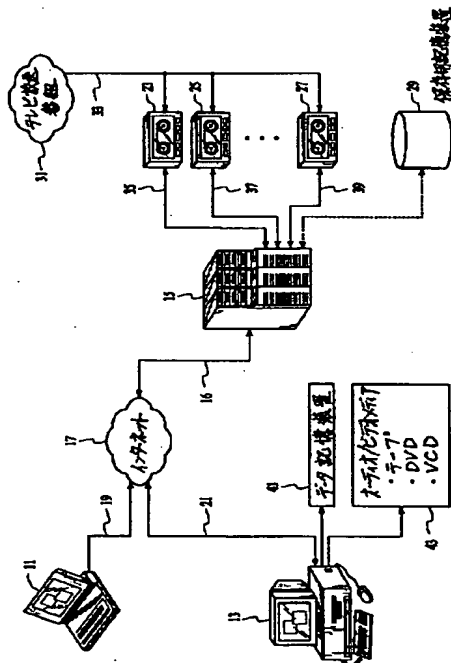 31
テレビ放送
番組
33
23
25
27
35
37
39
29
保存用記憶装置
15
16
17
インターネット
19
21
11
13
41
データ記憶装置
オーディオ/ビデオメディア
・テープ
・DVD
・VCD
43